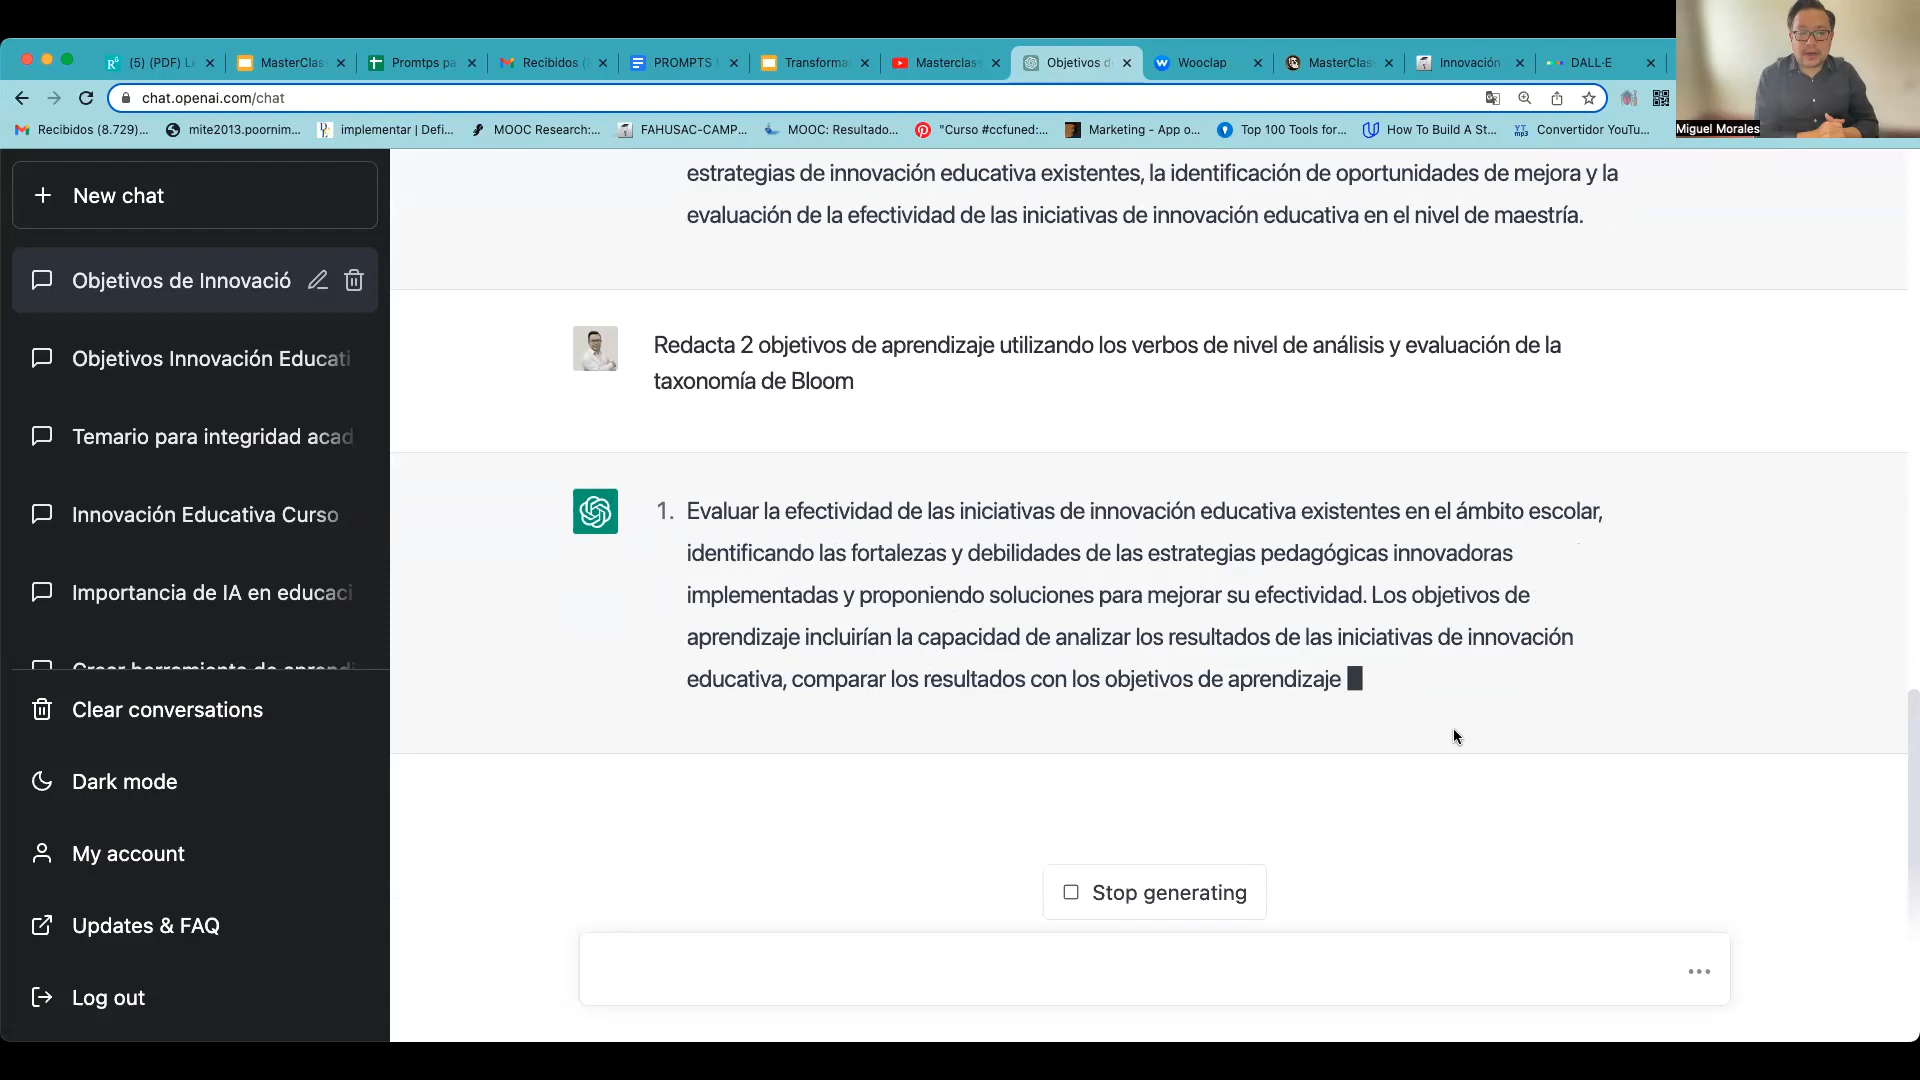 (5) (PDF) L
MasterClas
Promtps pa
Recibidos (
PROMPTS
Transforma
Masterclas
Objetivos d
Wooclap
MasterClas
Innovación
DALL·E
chat.openai.com/chat
Recibidos (8.729)...
mite2013.poornim...
implementar | Defi...
MOOC Research:...
FAHUSAC-CAMP...
MOOC: Resultado...
"Curso #ccfuned:...
Marketing - App o...
Top 100 Tools for...
How To Build A St...
Convertidor YouTu...
Miguel Morales
New chat
Objetivos de Innovació
Objetivos Innovación Educati
Temario para integridad acad
Innovación Educativa Curso
Importancia de IA en educaci
Crear herramienta de aprendi
Clear conversations
Dark mode
My account
Updates & FAQ
Log out
estrategias de innovación educativa existentes, la identificación de oportunidades de mejora y la
evaluación de la efectividad de las iniciativas de innovación educativa en el nivel de maestría.
Redacta 2 objetivos de aprendizaje utilizando los verbos de nivel de análisis y evaluación de la
taxonomía de Bloom
1. Evaluar la efectividad de las iniciativas de innovación educativa existentes en el ámbito escolar,
identificando las fortalezas y debilidades de las estrategias pedagógicas innovadoras
implementadas y proponiendo soluciones para mejorar su efectividad. Los objetivos de
aprendizaje incluirían la capacidad de analizar los resultados de las iniciativas de innovación
educativa, comparar los resultados con los objetivos de aprendizaje
Stop generating